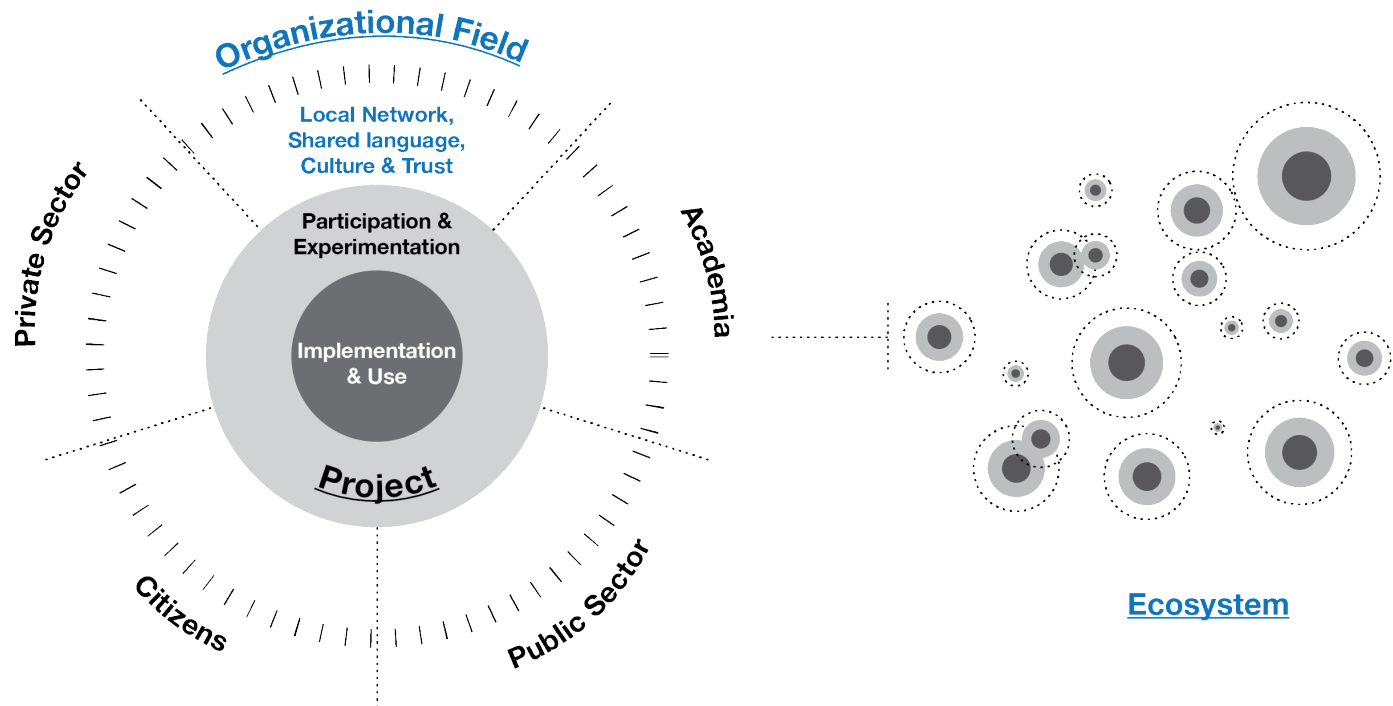 Organizational Field
Local Network,
Shared language,
Culture & Trust
Private Sector
Participation &
Experimentation
Academia
Implementation
& Use
Project
Citizens
Public Sector
Ecosystem